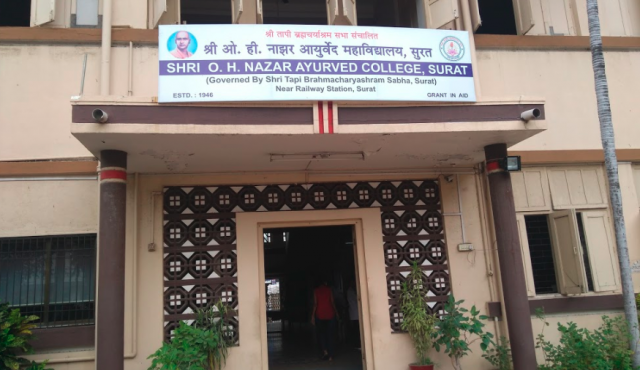 श्री तापी ब्रह्मचर्याश्रम सभा संचालित
श्री ओ. ही. नाझर आयुर्वेद महाविद्यालय, सुरत
SHRI O. H. NAZAR AYURVED COLLEGE, SURAT
(Governed By Shri Tapi Brahmacharyashram Sabha, Surat)
ESTD. : 1946 Near Railway Station, Surat GRANT IN AID